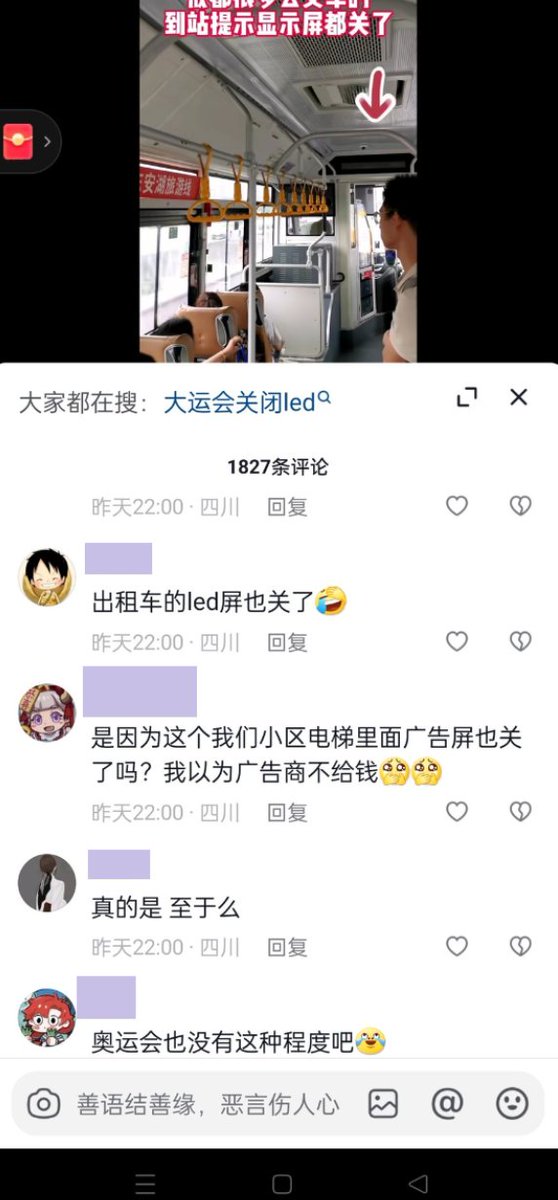 到站提示显示屏都关了
安湖旅游线
大家都在搜：大运会关闭led
1827条评论
昨天22:00 · 四川 回复
出租车的led屏也关了
昨天22:00 · 四川 回复
是因为这个我们小区电梯里面广告屏也关
了吗？我以为广告商不给钱
昨天22:00 · 四川 回复
真的是 至于么
昨天22:00 · 四川 回复
奥运会也没有这种程度吧
善语结善缘，恶言伤人心